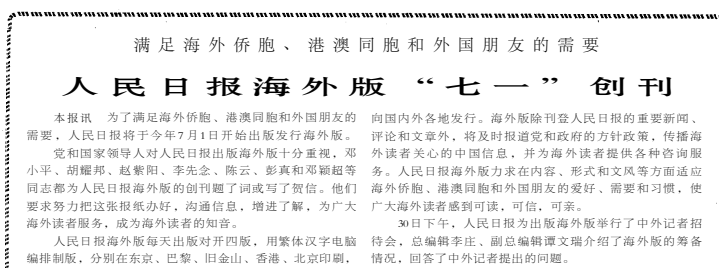 满足海外侨胞、港澳同胞和外国朋友的需要
人民日报海外版“七一”创刊
本报讯 为了满足海外侨胞、港澳同胞和外国朋友的
需要，人民日报将于今年7月1日开始出版发行海外版。
党和国家领导人对人民日报出版海外版十分重视，邓
小平、胡耀邦、赵紫阳、李先念、陈云、彭真和邓颖超等
同志都为人民日报海外版的创刊题了词或写了贺信。他们
要求努力把这张报纸办好，沟通信息，增进了解，为广大
海外读者服务，成为海外读者的知音。
人民日报海外版每天出版对开四版，用繁体汉字电脑
编排制版，分别在东京、巴黎、旧金山、香港、北京印刷，
向国内外各地发行。海外版除刊登人民日报的重要新闻、
评论和文章外，将及时报道党和政府的方针政策，传播海
外读者关心的中国信息，并为海外读者提供各种咨询服
务。人民日报海外版力求在内容、形式和文风等方面适应
海外侨胞、港澳同胞和外国朋友的爱好、需要和习惯，使
广大海外读者感到可读，可信，可亲。
30日下午，人民日报为出版海外版举行了中外记者招
待会，总编辑李庄、副总编辑谭文瑞介绍了海外版的筹备
情况，回答了中外记者提出的问题。